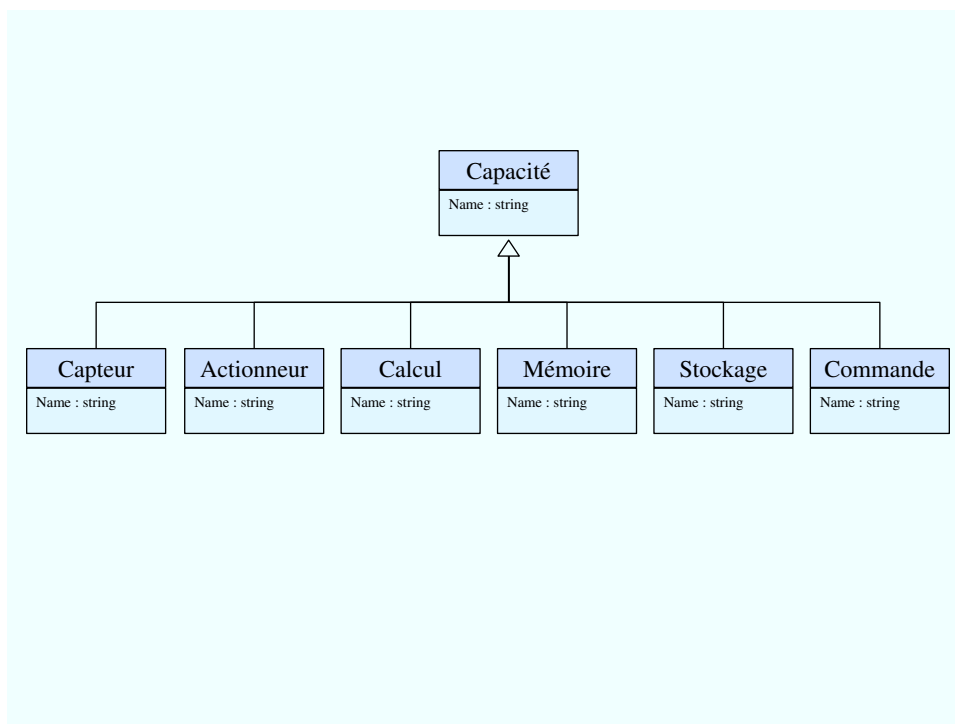 Capacité
Name : string
Capteur
Name : string
Actionneur
Name : string
Calcul
Name : string
Mémoire
Name : string
Stockage
Name : string
Commande
Name : string